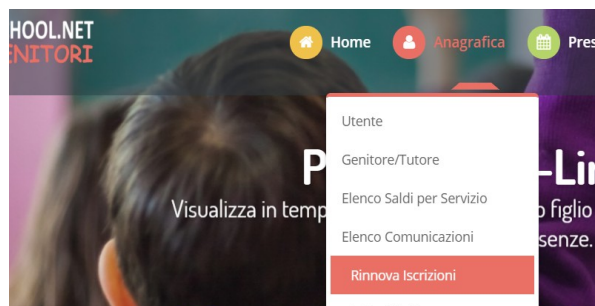 HOOL.NET
ENITORI
Home
Anagrafica
Pres
Utente
Genitore/Tutore
Elenco Saldi per Servizio
Elenco Comunicazioni
Rinnova Iscrizioni
P
-Lin
Visualizza in temp
o figlio
senze.